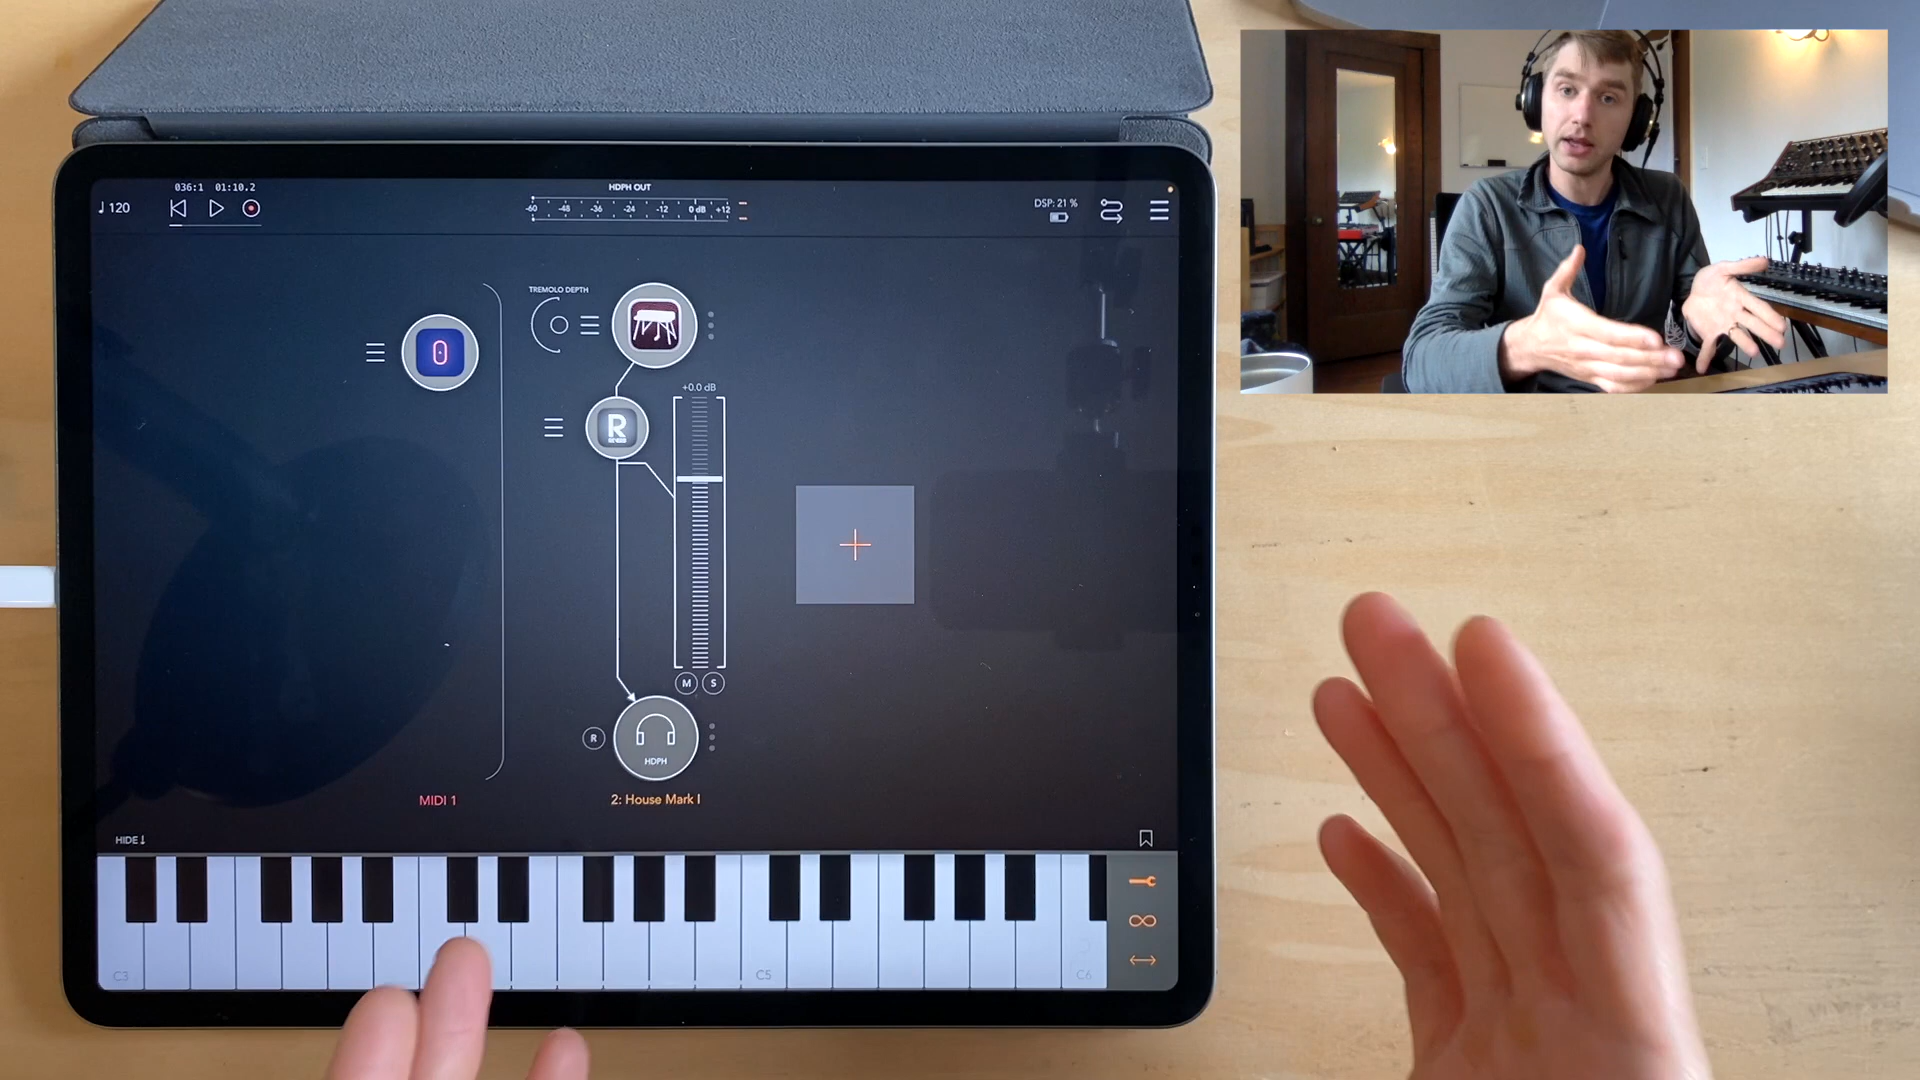 036:1 01:10.2
120
HDPH OUT
-60 -48 -36 -24 -12 0 dB +12
DSP: 21 %
TREMOLO DEPTH
0
+0.0 dB
R
M S
R
HDPH
MIDI 1
2: House Mark I
HIDE
C3
C5
C6